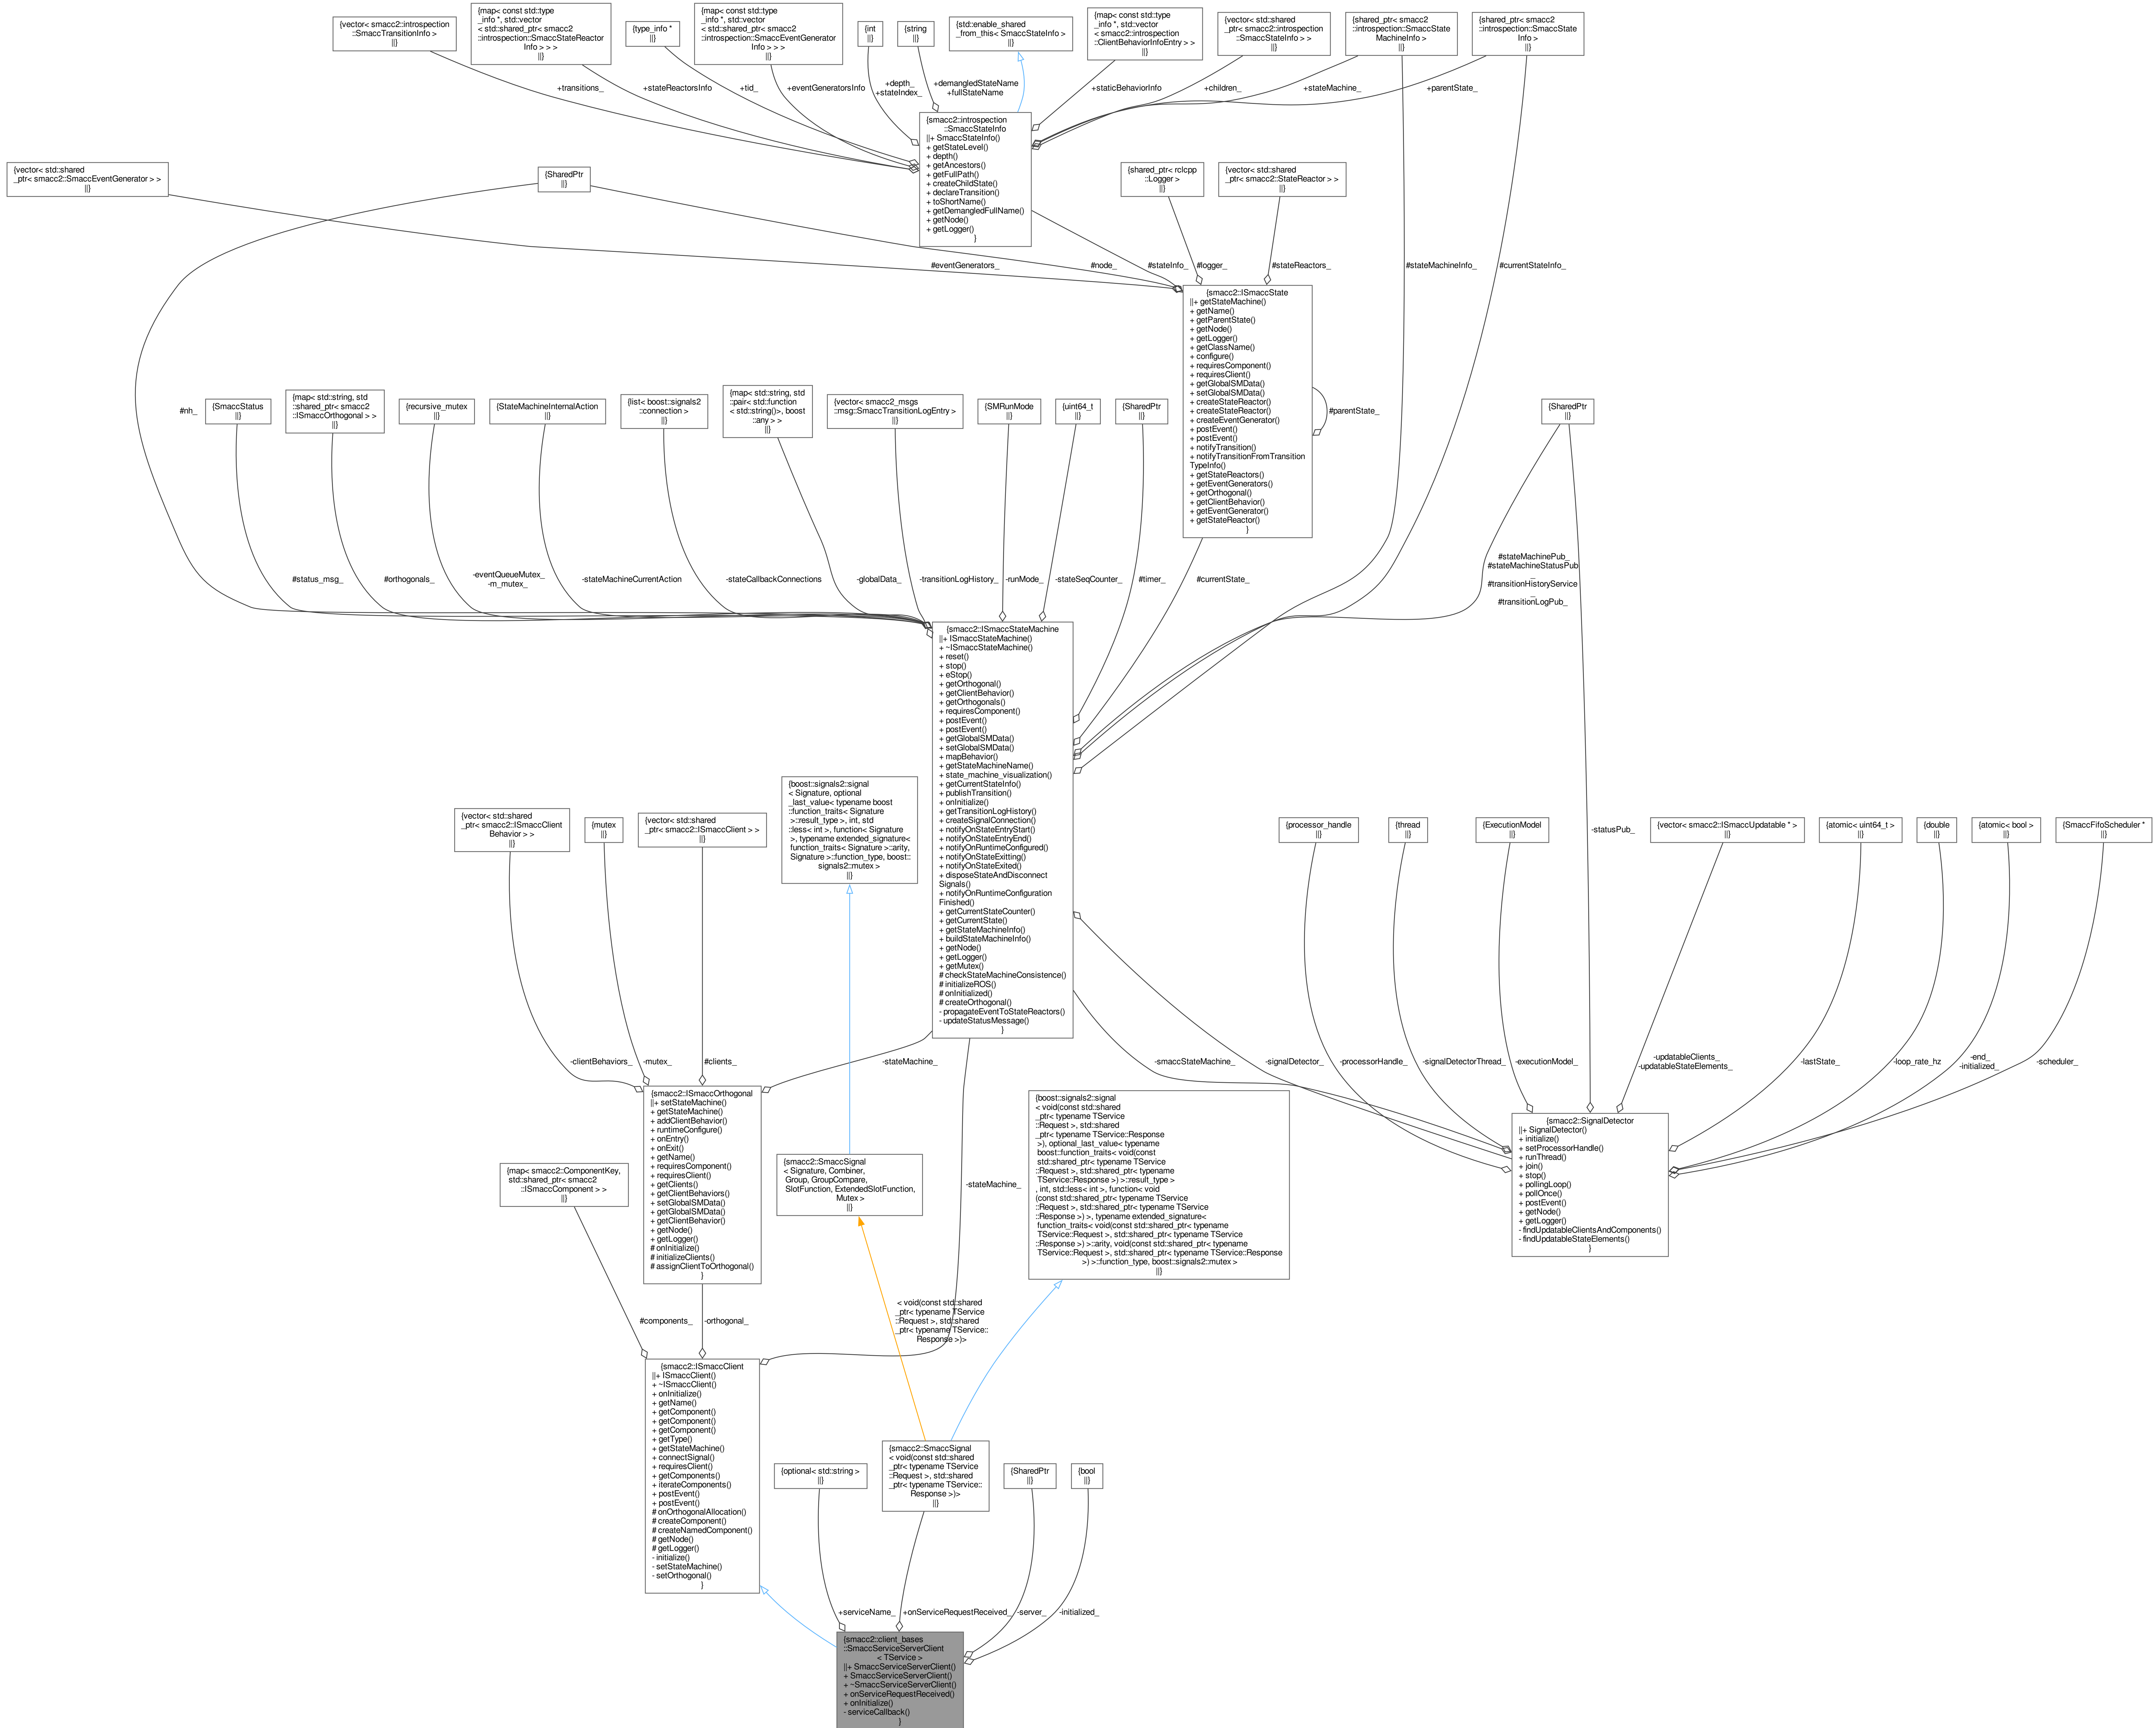 {vector< smacc2::introspection
::SmaccTransitionInfo >
||}
{map< const std::type
_info *, std::vector
< std::shared_ptr< smacc2
::introspection::SmaccStateReactor
Info > > >
||}
{type_info *
||}
{map< const std::type
_info *, std::vector
< std::shared_ptr< smacc2
::introspection::SmaccEventGenerator
Info > > >
||}
{int
||}
{string
||}
{std::enable_shared
_from_this< SmaccStateInfo >
||}
{map< const std::type
_info *, std::vector
< smacc2::introspection
::ClientBehaviorInfoEntry > >
||}
{vector< std::shared
_ptr< smacc2::introspection
::SmaccStateInfo > >
||}
{shared_ptr< smacc2
::introspection::SmaccState
MachineInfo >
||}
{shared_ptr< smacc2
::introspection::SmaccState
Info >
||}
+transitions_
+stateReactorsInfo
+tid_
+eventGeneratorsInfo
+depth_
+stateIndex_
+demangledStateName
+fullStateName
+staticBehaviorInfo
+children_
+stateMachine_
+parentState_
{smacc2::introspection
::SmaccStateInfo
||+ SmaccStateInfo()
+ getStateLevel()
+ depth()
+ getAncestors()
+ getFullPath()
+ createChildState()
+ declareTransition()
+ toShortName()
+ getDemangledFullName()
+ getNode()
+ getLogger()
}
{vector< std::shared
_ptr< smacc2::SmaccEventGenerator > >
||}
{SharedPtr
||}
{shared_ptr< rclcpp
::Logger >
||}
{vector< std::shared
_ptr< smacc2::StateReactor > >
||}
#eventGenerators_
#node_
#stateInfo_
#logger_
#stateReactors_
#stateMachineInfo_
#currentStateInfo_
{smacc2::ISmaccState
||+ getStateMachine()
+ getName()
+ getParentState()
+ getNode()
+ getLogger()
+ getClassName()
+ configure()
+ requiresComponent()
+ requiresClient()
+ getGlobalSMData()
+ setGlobalSMData()
+ createStateReactor()
+ createStateReactor()
+ createEventGenerator()
+ postEvent()
+ postEvent()
+ notifyTransition()
+ notifyTransitionFromTransition
TypeInfo()
+ getStateReactors()
+ getEventGenerators()
+ getOrthogonal()
+ getClientBehavior()
+ getEventGenerator()
+ getStateReactor()
}
#parentState_
#nh_
{SmaccStatus
||}
{map< std::string, std
::shared_ptr< smacc2
::ISmaccOrthogonal > >
||}
{recursive_mutex
||}
{StateMachineInternalAction
||}
{list< boost::signals2
::connection >
||}
{map< std::string, std
::pair< std::function
< std::string()>, boost
::any > >
||}
{vector< smacc2_msgs
::msg::SmaccTransitionLogEntry >
||}
{SMRunMode
||}
{uint64_t
||}
{SharedPtr
||}
{SharedPtr
||}
#status_msg_
#orthogonals_
-eventQueueMutex_
-m_mutex_
-stateMachineCurrentAction
-stateCallbackConnections
-globalData_
-transitionLogHistory_
-runMode_
-stateSeqCounter_
#timer_
#currentState_
#stateMachinePub_
#stateMachineStatusPub
_
#transitionHistoryService
_
#transitionLogPub_
{smacc2::ISmaccStateMachine
||+ ISmaccStateMachine()
+ ~ISmaccStateMachine()
+ reset()
+ stop()
+ eStop()
+ getOrthogonal()
+ getClientBehavior()
+ getOrthogonals()
+ requiresComponent()
+ postEvent()
+ postEvent()
+ getGlobalSMData()
+ setGlobalSMData()
+ mapBehavior()
+ getStateMachineName()
+ state_machine_visualization()
+ getCurrentStateInfo()
+ publishTransition()
+ onInitialize()
+ getTransitionLogHistory()
+ createSignalConnection()
+ notifyOnStateEntryStart()
+ notifyOnStateEntryEnd()
+ notifyOnRuntimeConfigured()
+ notifyOnStateExitting()
+ notifyOnStateExited()
+ disposeStateAndDisconnect
Signals()
+ notifyOnRuntimeConfiguration
Finished()
+ getCurrentStateCounter()
+ getCurrentState()
+ getStateMachineInfo()
+ buildStateMachineInfo()
+ getNode()
+ getLogger()
+ getMutex()
# checkStateMachineConsistence()
# initializeROS()
# onInitialized()
# createOrthogonal()
- propagateEventToStateReactors()
- updateStatusMessage()
}
{vector< std::shared
_ptr< smacc2::ISmaccClient
Behavior > >
||}
{mutex
||}
{vector< std::shared
_ptr< smacc2::ISmaccClient > >
||}
{boost::signals2::signal
< Signature, optional
_last_value< typename boost
::function_traits< Signature
>::result_type >, int, std
::less< int >, function< Signature
>, typename extended_signature<
function_traits< Signature >::arity,
Signature >::function_type, boost::
signals2::mutex >
||}
{processor_handle
||}
{thread
||}
{ExecutionModel
||}
-statusPub_
{vector< smacc2::ISmaccUpdatable * >
||}
{atomic< uint64_t >
||}
{double
||}
{atomic< bool >
||}
{SmaccFifoScheduler *
||}
-clientBehaviors_
-mutex_
#clients_
-stateMachine_
-smaccStateMachine_
-signalDetector_
-processorHandle_
-signalDetectorThread_
-executionModel_
-updatableClients_
-updatableStateElements_
-lastState_
-loop_rate_hz
-end_
-initialized_
-scheduler_
{smacc2::ISmaccOrthogonal
||+ setStateMachine()
+ getStateMachine()
+ addClientBehavior()
+ runtimeConfigure()
+ onEntry()
+ onExit()
+ getName()
+ requiresComponent()
+ requiresClient()
+ getClients()
+ getClientBehaviors()
+ setGlobalSMData()
+ getGlobalSMData()
+ getClientBehavior()
+ getNode()
+ getLogger()
# onInitialize()
# initializeClients()
# assignClientToOrthogonal()
}
{map< smacc2::ComponentKey,
std::shared_ptr< smacc2
::ISmaccComponent > >
||}
{smacc2::SmaccSignal
< Signature, Combiner,
Group, GroupCompare,
SlotFunction, ExtendedSlotFunction,
Mutex >
||}
-stateMachine_
{boost::signals2::signal
< void(const std::shared
_ptr< typename TService
::Request >, std::shared
_ptr< typename TService::Response
>), optional_last_value< typename
boost::function_traits< void(const
std::shared_ptr< typename TService
::Request >, std::shared_ptr< typename
TService::Response >) >::result_type >
, int, std::less< int >, function< void
(const std::shared_ptr< typename TService
::Request >, std::shared_ptr< typename TService
::Response >) >, typename extended_signature<
function_traits< void(const std::shared_ptr< typename
TService::Request >, std::shared_ptr< typename TService
::Response >) >::arity, void(const std::shared_ptr< typename
TService::Request >, std::shared_ptr< typename TService::Response
>) >::function_type, boost::signals2::mutex >
||}
{smacc2::SignalDetector
||+ SignalDetector()
+ initialize()
+ setProcessorHandle()
+ runThread()
+ join()
+ stop()
+ pollingLoop()
+ pollOnce()
+ postEvent()
+ getNode()
+ getLogger()
- findUpdatableClientsAndComponents()
- findUpdatableStateElements()
}
#components_
-orthogonal_
< void(const std::shared
_ptr< typename TService
::Request >, std::shared
_ptr< typename TService::
Response >)>
{smacc2::ISmaccClient
||+ ISmaccClient()
+ ~ISmaccClient()
+ onInitialize()
+ getName()
+ getComponent()
+ getComponent()
+ getComponent()
+ getType()
+ getStateMachine()
+ connectSignal()
+ requiresClient()
+ getComponents()
+ iterateComponents()
+ postEvent()
+ postEvent()
# onOrthogonalAllocation()
# createComponent()
# createNamedComponent()
# getNode()
# getLogger()
- initialize()
- setStateMachine()
- setOrthogonal()
}
{optional< std::string >
||}
{smacc2::SmaccSignal
< void(const std::shared
_ptr< typename TService
::Request >, std::shared
_ptr< typename TService::
Response >)>
||}
{SharedPtr
||}
{bool
||}
+serviceName_
+onServiceRequestReceived_
-server_
-initialized_
{smacc2::client_bases
::SmaccServiceServerClient
< TService >
||+ SmaccServiceServerClient()
+ SmaccServiceServerClient()
+ ~SmaccServiceServerClient()
+ onServiceRequestReceived()
+ onInitialize()
- serviceCallback()
}